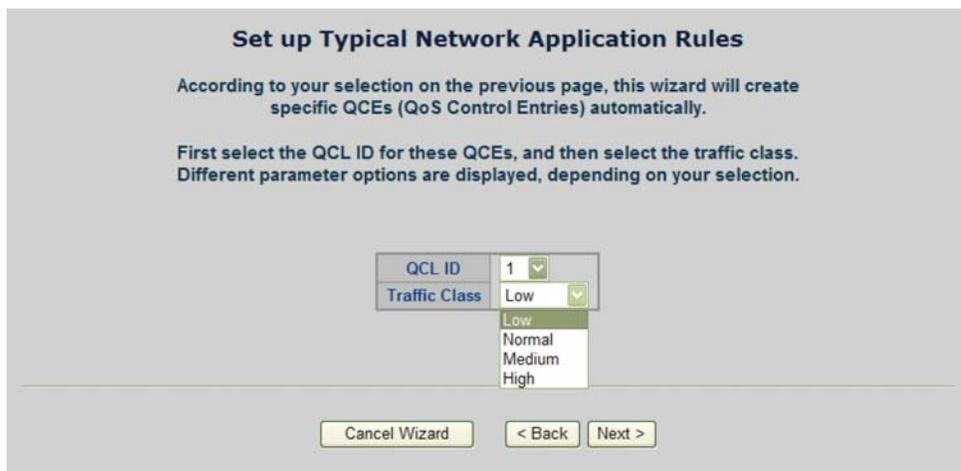 Set up Typical Network Application Rules
According to your selection on the previous page, this wizard will create
specific QCEs (QoS Control Entries) automatically.
First select the QCL ID for these QCEs, and then select the traffic class.
Different parameter options are displayed, depending on your selection.
QCL ID 1
Traffic Class Low
Low
Normal
Medium
High
Cancel Wizard < Back Next >